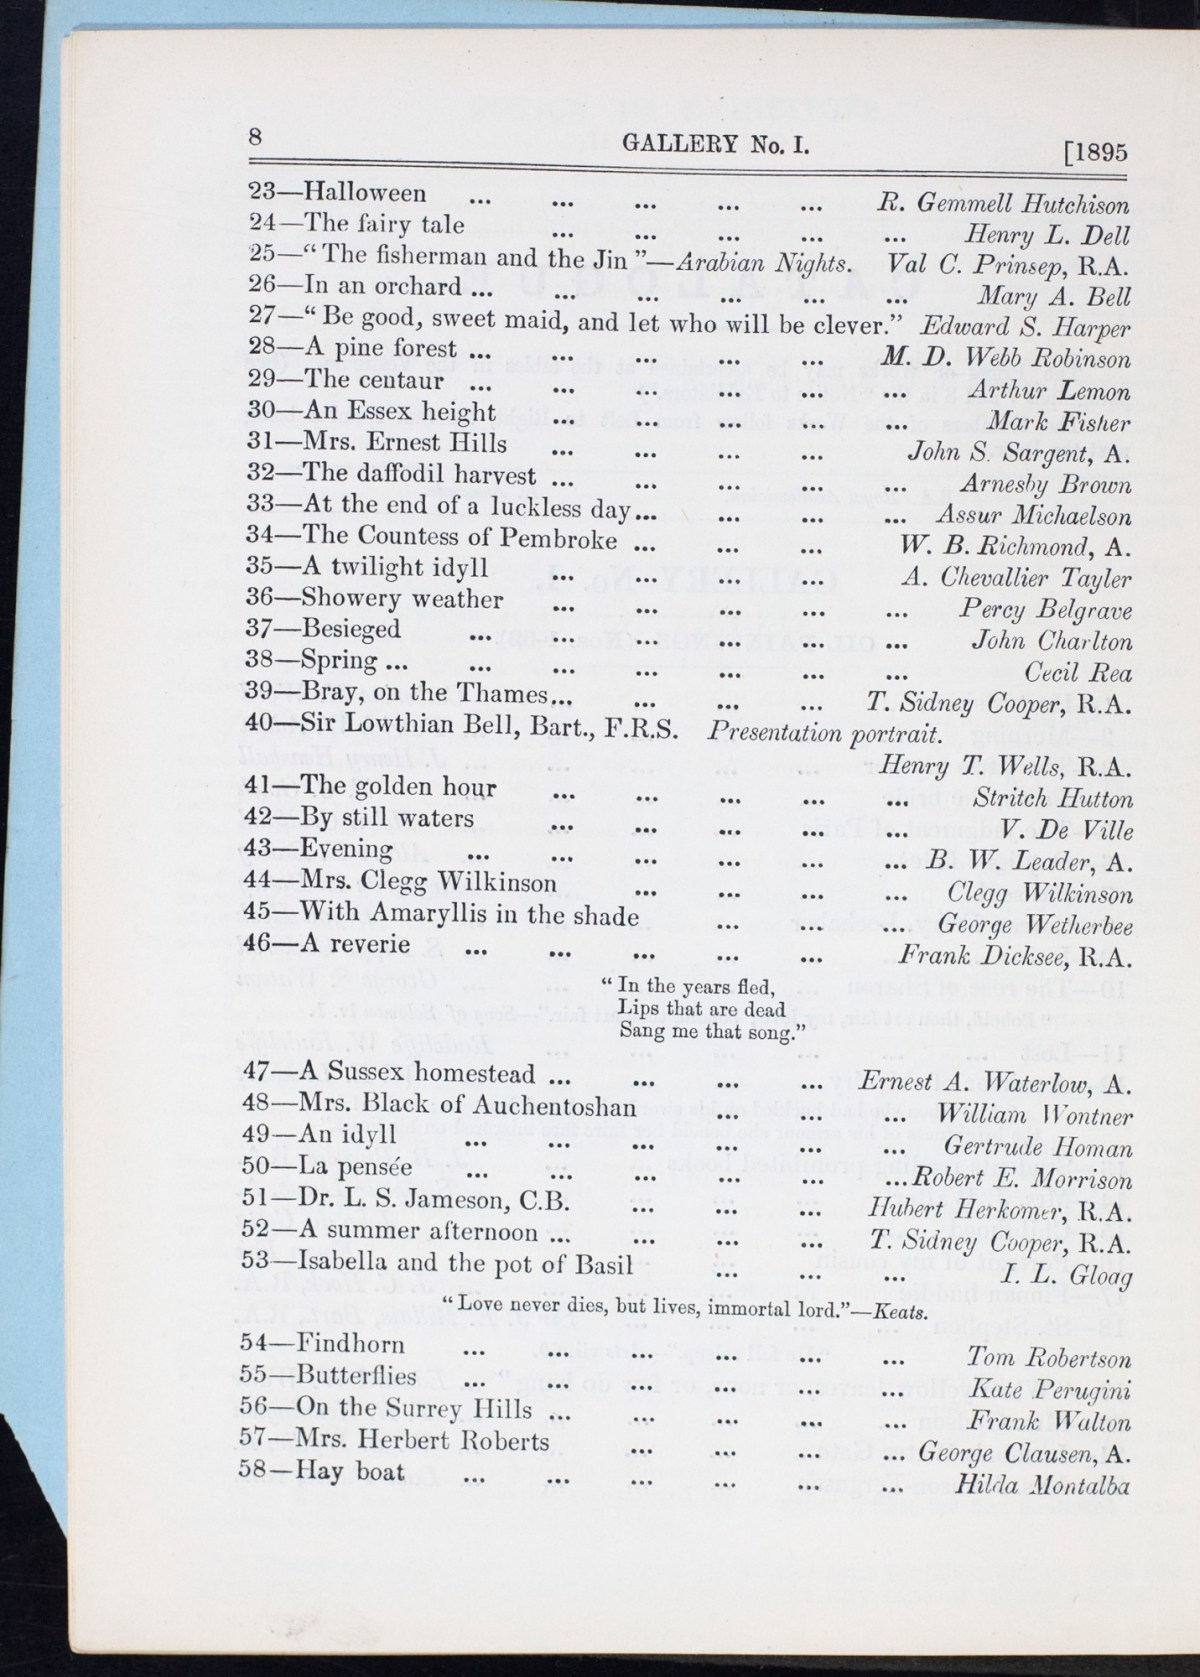 8 GALLERY No. I. [1895
23—Halloween ... ... ... ... ... R. Gemmell Hutchison
24—The fairy tale ... ... ... ... ... Henry L. Dell
25—“The fisherman and the Jin”—Arabian Nights. Val C. Prinsep, R.A.
26—In an orchard ... ... ... ... ... ... Mary A. Bell
27—“Be good, sweet maid, and let who will be clever.” Edward S. Harper
28—A pine forest ... ... ... ... ... M. D. Webb Robinson
29—The centaur ... ... ... ... ... ... Arthur Lemon
30—An Essex height ... ... ... ... ... Mark Fisher
31—Mrs. Ernest Hills ... ... ... ... John S. Sargent, A.
32—The daffodil harvest ... ... ... ... ... Arnesby Brown
33—At the end of a luckless day... ... ... ... Assur Michaelson
34—The Countess of Pembroke ... ... ... W. B. Richmond, A.
35—A twilight idyll ... ... ... ... A. Chevallier Tayler
36—Showery weather ... ... ... ... ... Percy Belgrave
37—Besieged ... ... ... ... ... ... John Charlton
38—Spring ... ... ... ... ... ... ... Cecil Rea
39—Bray, on the Thames... ... ... ... T. Sidney Cooper, R.A.
40—Sir Lowthian Bell, Bart., F.R.S. Presentation portrait.
Henry T. Wells, R.A.
41—The golden hour ... ... ... ... ... Stritch Hutton
42—By still waters ... ... ... ... ... V. De Ville
43—Evening ... ... ... ... ... ... B. W. Leader, A.
44—Mrs. Clegg Wilkinson ... ... ... ... Clegg Wilkinson
45—With Amaryllis in the shade ... ... ... George Wetherbee
46—A reverie ... ... ... ... ... Frank Dicksee, R.A.
“In the years fled,
Lips that are dead
Sang me that song.”
47—A Sussex homestead ... ... ... ... Ernest A. Waterlow, A.
48—Mrs. Black of Auchentoshan ... ... ... William Wontner
49—An idyll ... ... ... ... ... ... Gertrude Homan
50—La pensée ... ... ... ... ... ...Robert E. Morrison
51—Dr. L. S. Jameson, C.B. ... ... ... Hubert Herkomer, R.A.
52—A summer afternoon ... ... ... ... T. Sidney Cooper, R.A.
53—Isabella and the pot of Basil ... ... ... I. L. Gloag
“Love never dies, but lives, immortal lord.”—Keats.
54—Findhorn ... ... ... ... ... ... Tom Robertson
55—Butterflies ... ... ... ... ... ... Kate Perugini
56—On the Surrey Hills ... ... ... ... ... Frank Walton
57—Mrs. Herbert Roberts ... ... ... ... George Clausen, A.
58—Hay boat ... ... ... ... ... ... Hilda Montalba